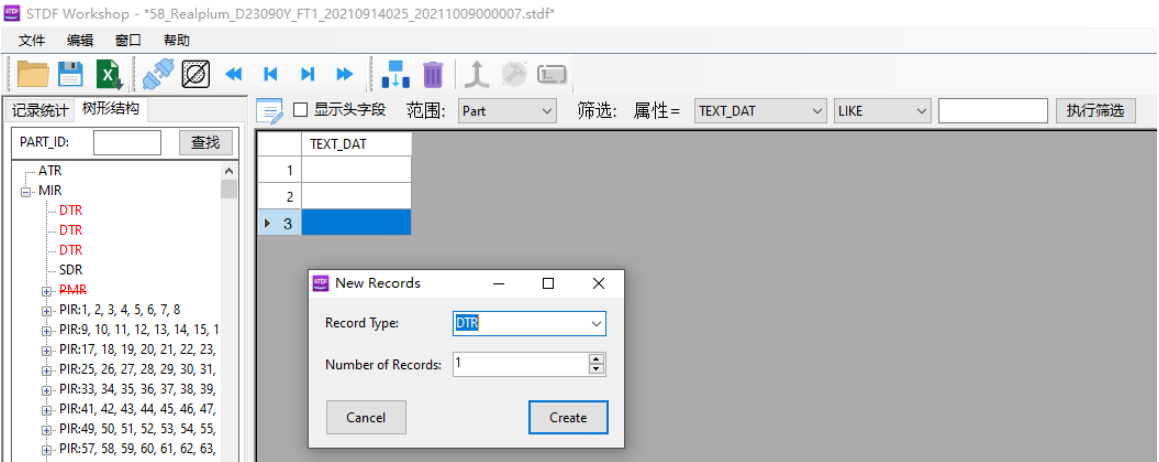 STDF Workshop - *58_Realplum_D23090Y_FT1_20210914025_20211009000007.stdf*
文件 编辑 窗口 帮助
记录统计 树形结构
显示头字段 范围: Part 筛选: 属性= TEXT_DAT LIKE 执行筛选
PART_ID: 查找
ATR
MIR
DTR
DTR
DTR
SDR
PMR
PIR:1, 2, 3, 4, 5, 6, 7, 8
PIR:9, 10, 11, 12, 13, 14, 15, 1
PIR:17, 18, 19, 20, 21, 22, 23,
PIR:25, 26, 27, 28, 29, 30, 31,
PIR:33, 34, 35, 36, 37, 38, 39,
PIR:41, 42, 43, 44, 45, 46, 47,
PIR:49, 50, 51, 52, 53, 54, 55,
PIR:57, 58, 59, 60, 61, 62, 63,
TEXT_DAT
1
2
3
STDF New Records
Record Type: DTR
Number of Records: 1
Cancel Create